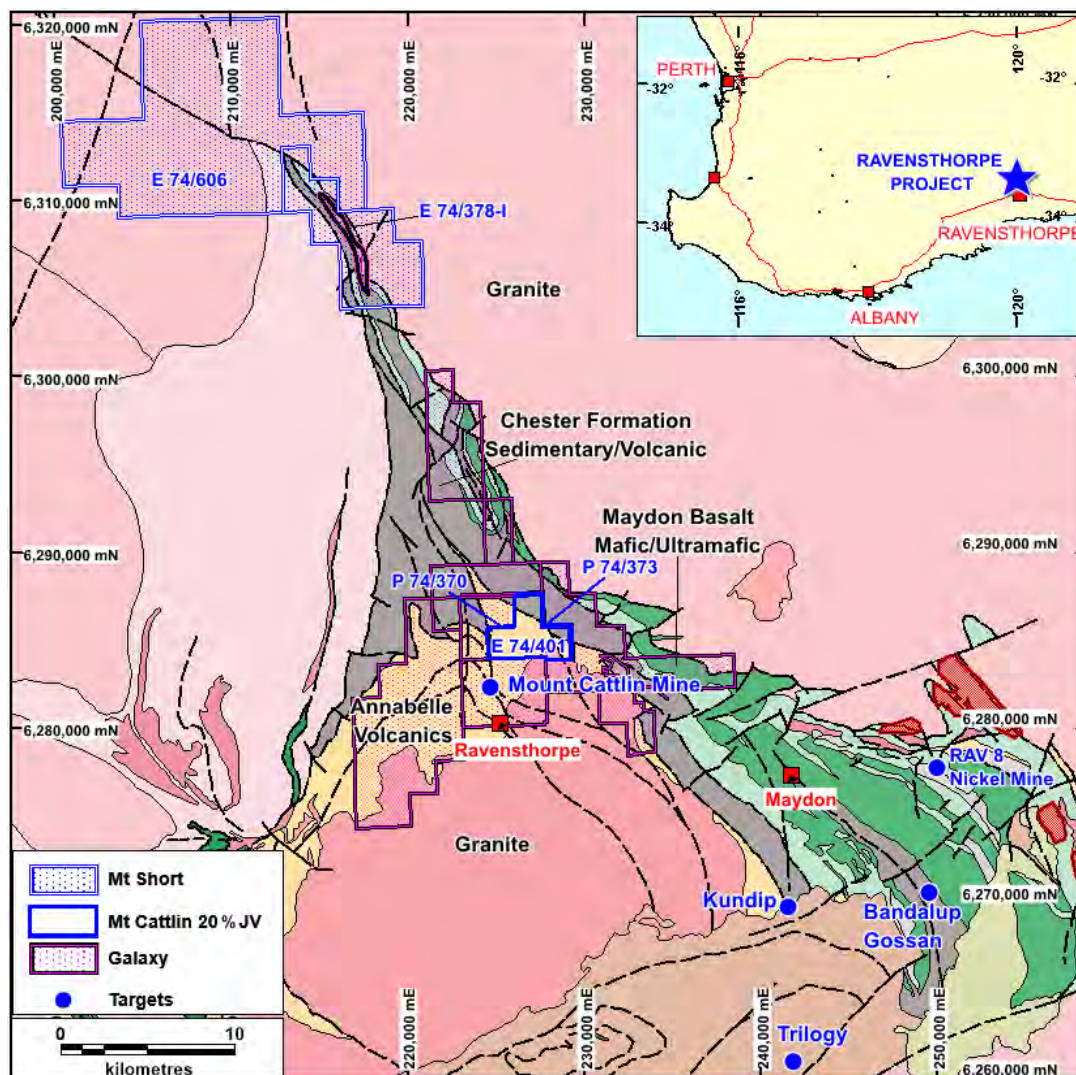 6,320,000 mN
200,000 mE
210,000 mE
220,000 mE
230,000 mE
PERTH
116°
120°
-32°
-32°
RAVENSTHORPE
PROJECT
-34°
-34°
RAVENSTHORPE
116°
120°
ALBANY
E 74/606
6,310,000 mN
E 74/378-I
Granite
6,300,000 mN
6,300,000 mN
Chester Formation
Sedimentary/Volcanic
Maydon Basalt
Mafic/Ultramafic
6,290,000 mN
6,290,000 mN
P 74/370
P 74/373
E 74/401
Mount Cattlin Mine
Annabelle
Volcanics
6,280,000 mN
6,280,000 mN
Ravensthorpe
RAV 8
Nickel Mine
Maydon
Granite
Kundip
6,270,000 mN
Bandalup
Gossan
Mt Short
Mt Cattlin 20% JV
Galaxy
Targets
0
10
kilometres
220,000 mE
230,000 mE
240,000 mE
250,000 mE
Trilogy
6,260,000 mN